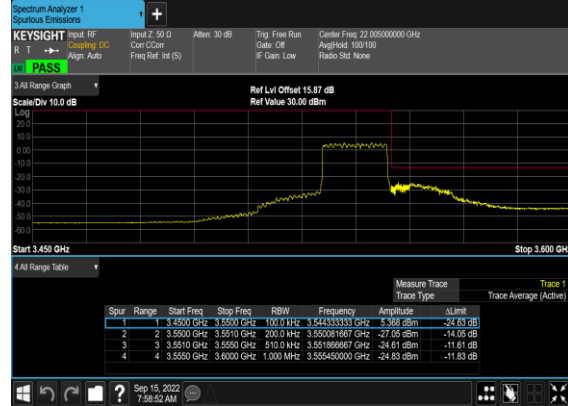 Spectrum Analyzer 1
Spurious Emissions
KEYSIGHT Input: RF Input Z: 50 Ω Atten: 30 dB Trig: Free Run Center Freq: 22.005000000 GHz
R T Coupling: DC Corr CCorr Gate: Off Avg|Hold: 100/100
Align: Auto Freq Ref: Int (S) IF Gain: Low Radio Std: None
PASS
3 All Range Graph Ref Lvl Offset 15.87 dB
Scale/Div 10.0 dB Ref Value 30.00 dBm
Log
20.0
10.0
0.00
-10.0
-20.0
-30.0
-40.0
-50.0
-60.0
Start 3.450 GHz Stop 3.600 GH
4 All Range Table
Measure Trace Trace 1
Trace Type Trace Average (Active)
Spur Range Start Freq Stop Freq RBW Frequency Amplitude ΔLimit
1 1 3.4500 GHz 3.5500 GHz 100.0 kHz 3.544333333 GHz 5.368 dBm -24.63 dB
2 2 3.5500 GHz 3.5510 GHz 200.0 kHz 3.550081667 GHz -27.05 dBm -14.05 dB
3 3 3.5510 GHz 3.5550 GHz 510.0 kHz 3.551866667 GHz -24.61 dBm -11.61 dB
4 4 3.5550 GHz 3.6000 GHz 1.000 MHz 3.555450000 GHz -24.83 dBm -11.83 dB
Sep 15, 2022
7:58:52 AM